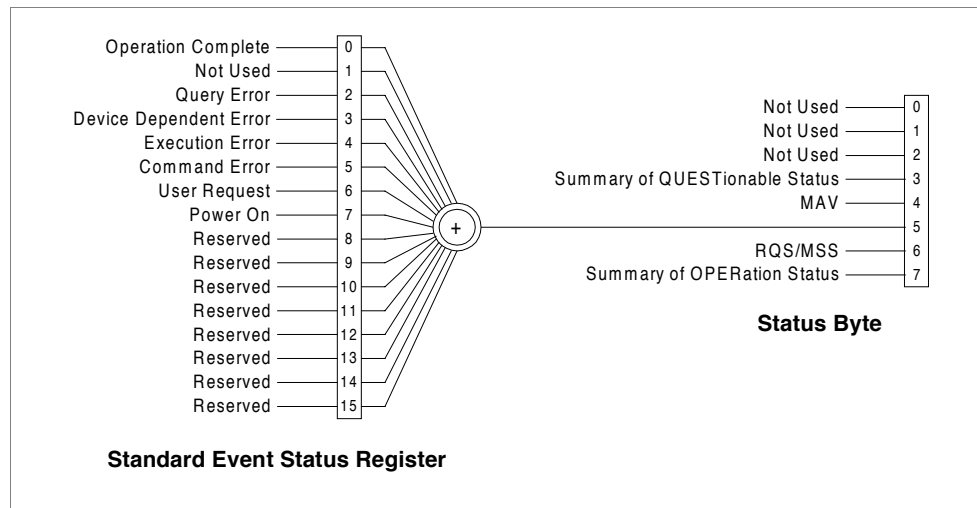 Operation Complete 0
Not Used 1
Query Error 2
Device Dependent Error 3
Execution Error 4
Command Error 5
User Request 6
Power On 7
Reserved 8
Reserved 9
Reserved 10
Reserved 11
Reserved 12
Reserved 13
Reserved 14
Reserved 15
Standard Event Status Register
+
Not Used 0
Not Used 1
Not Used 2
Summary of QUEStionable Status 3
MAV 4
5
RQS/MSS 6
Summary of OPERation Status 7
Status Byte